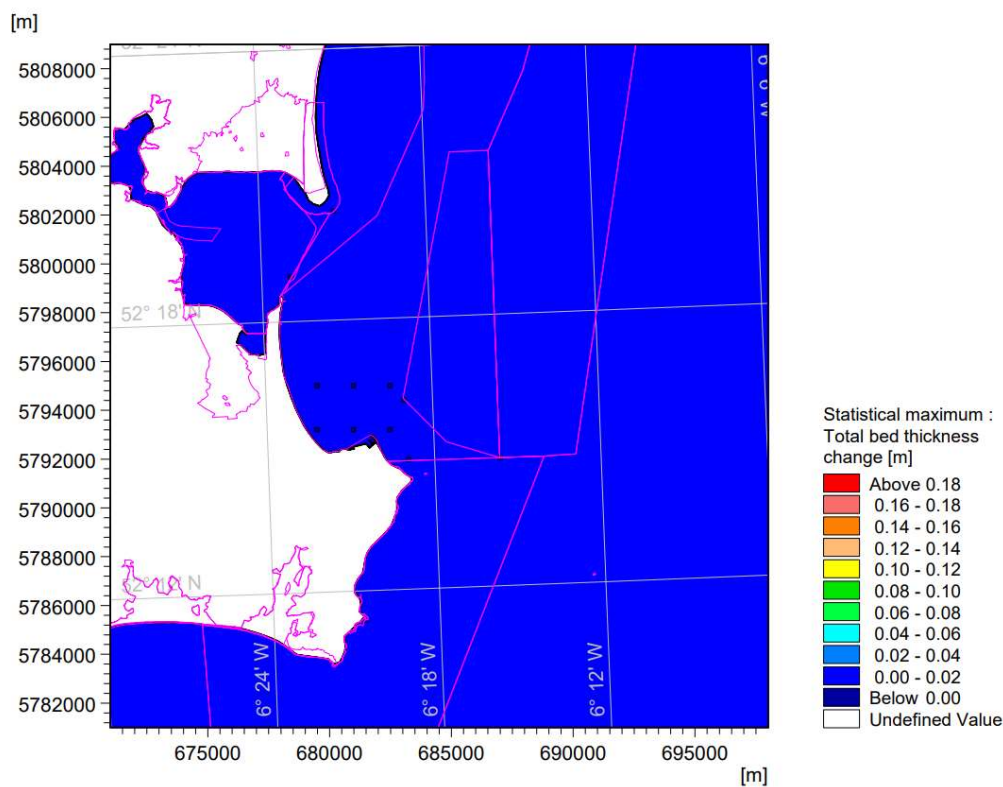 [m]
5808000
5806000
5804000
5802000
5800000
5798000
5796000
5794000
5792000
5790000
5788000
5786000
5784000
5782000
52° 18' N
6° 24' W
6° 18' W
6° 12' W
675000 680000 685000 690000 695000
[m]
Statistical maximum :
Total bed thickness
change [m]
Above 0.18
0.16 - 0.18
0.14 - 0.16
0.12 - 0.14
0.10 - 0.12
0.08 - 0.10
0.06 - 0.08
0.04 - 0.06
0.02 - 0.04
0.00 - 0.02
Below 0.00
Undefined Value